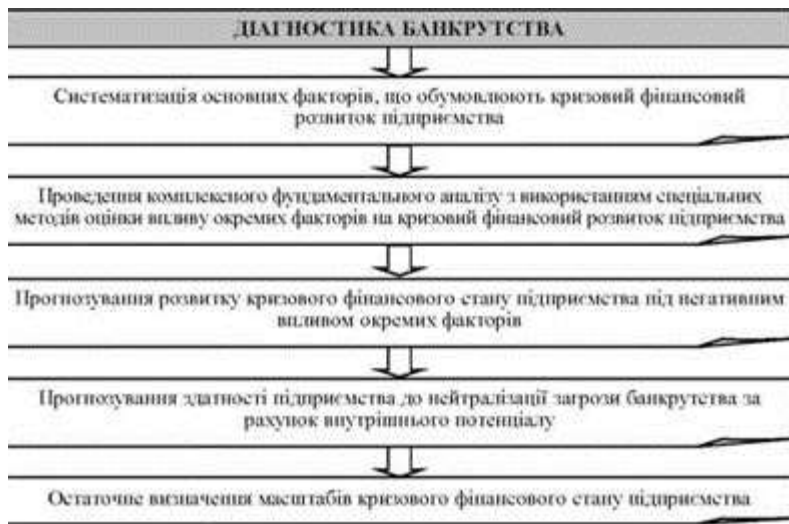 ДІАГНОСТИКА БАНКРУТСТВА
Систематизація основних факторів, що обумовлюють кризовий фінансовий
розвиток підприємства
Проведення комплексного фундаментального аналізу з використанням спеціальних
методів оцінки впливу окремих факторів на кризовий фінансовий розвиток підприємства
Прогнозування розвитку кризового фінансового стану підприємства під негативним
впливом окремих факторів
Прогнозування здатності підприємства до нейтралізації загрози банкрутства за
рахунок внутрішнього потенціалу
Остаточне визначення масштабів кризового фінансового стану підприємства